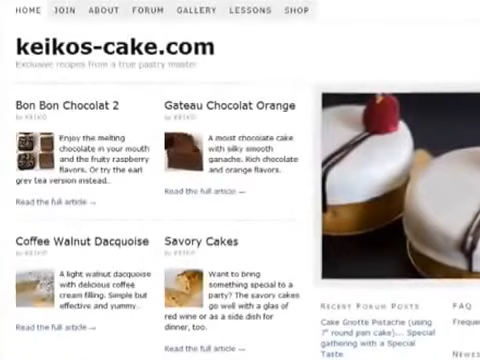 HOME JOIN ABOUT FORUM GALLERY LESSONS SHOP
keikos-cake.com
Exclusive recipes from a true pastry master
Bon Bon Chocolat 2
by KEIKO
Enjoy the melting
chocolate in your mouth
and the fruity raspberry
flavors. Or try the earl
grey tea version instead.
Read the full article →
Gateau Chocolat Orange
by KEIKO
A moist chocolate cake
with silky smooth
ganache. Rich chocolate
and orange flavors.
Read the full article →
Coffee Walnut Dacquoise
by KEIKO
A light walnut dacquoise
with delicious coffee
cream filling. Simple but
effective and yummy.
Read the full article →
Savory Cakes
by KEIKO
Want to bring
something special to a
party? The savory cakes
go well with a glass of
red wine or as a side dish for
dinner, too.
Read the full article →
RECENT FORUM POSTS
Cake Griotte Pistache (using
7" round pan cake)... Special
gathering with a Special
Taste
FAQ
Freque